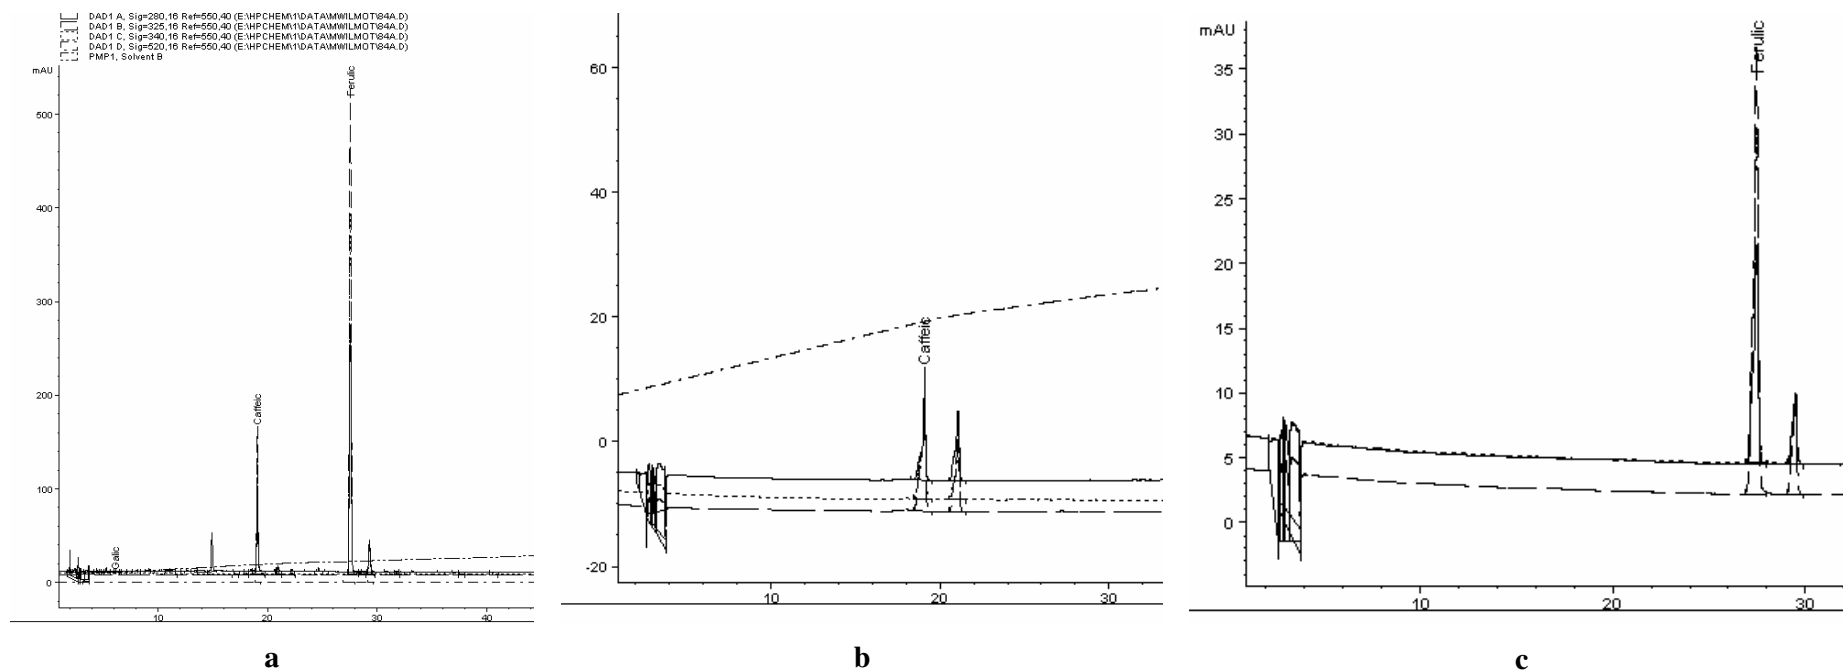 DAD1 A, Sig=280,16 Ref=550,40 (E:\HPCHEM\1\DATA\MWILMOT\84A.D)
DAD1 B, Sig=325,16 Ref=550,40 (E:\HPCHEM\1\DATA\MWILMOT\84A.D)
DAD1 C, Sig=340,16 Ref=550,40 (E:\HPCHEM\1\DATA\MWILMOT\84A.D)
DAD1 D, Sig=520,16 Ref=550,40 (E:\HPCHEM\1\DATA\MWILMOT\84A.D)
PMP1, Solvent B
mAU
500
400
300
200
100
0
Galic
Caffeic
Ferulic
10 20 30 40
a
60
40
20
0
-20
Caffeic
10 20 30
b
mAU
35
30
25
20
15
10
5
0
Ferulic
10 20 30
c